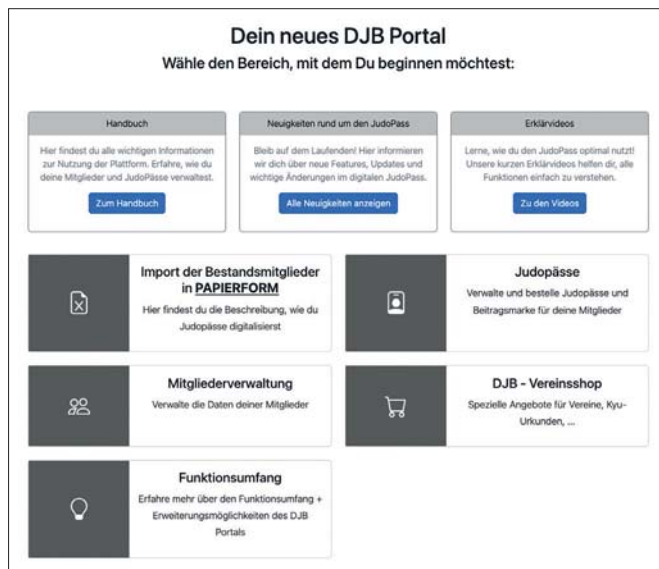 Dein neues DJB Portal
Wähle den Bereich, mit dem Du beginnen möchtest:
Handbuch
Hier findest du alle wichtigen Informationen
zur Nutzung der Plattform. Erfahre, wie du
deine Mitglieder und JudoPässe verwaltest.
Zum Handbuch
Neuigkeiten rund um den JudoPass
Bleib auf dem Laufenden! Hier informieren
wir dich über neue Features, Updates und
wichtige Änderungen im digitalen JudoPass.
Alle Neuigkeiten anzeigen
Erklärvideos
Lerne, wie du den JudoPass optimal nutzt!
Unsere kurzen Erklärvideos helfen dir, alle
Funktionen einfach zu verstehen.
Zu den Videos
Import der Bestandsmitglieder
in PAPIERFORM
Hier findest du die Beschreibung, wie du
Judopässe digitalisierst
Judopässe
Verwalte und bestelle Judopässe und
Beitragsmarke für deine Mitglieder
Mitgliederverwaltung
Verwalte die Daten deiner Mitglieder
DJB - Vereinsshop
Spezielle Angebote für Vereine, Kyu-
Urkunden, ...
Funktionsumfang
Erfahre mehr über den Funktionsumfang +
Erweiterungsmöglichkeiten des DJB
Portals